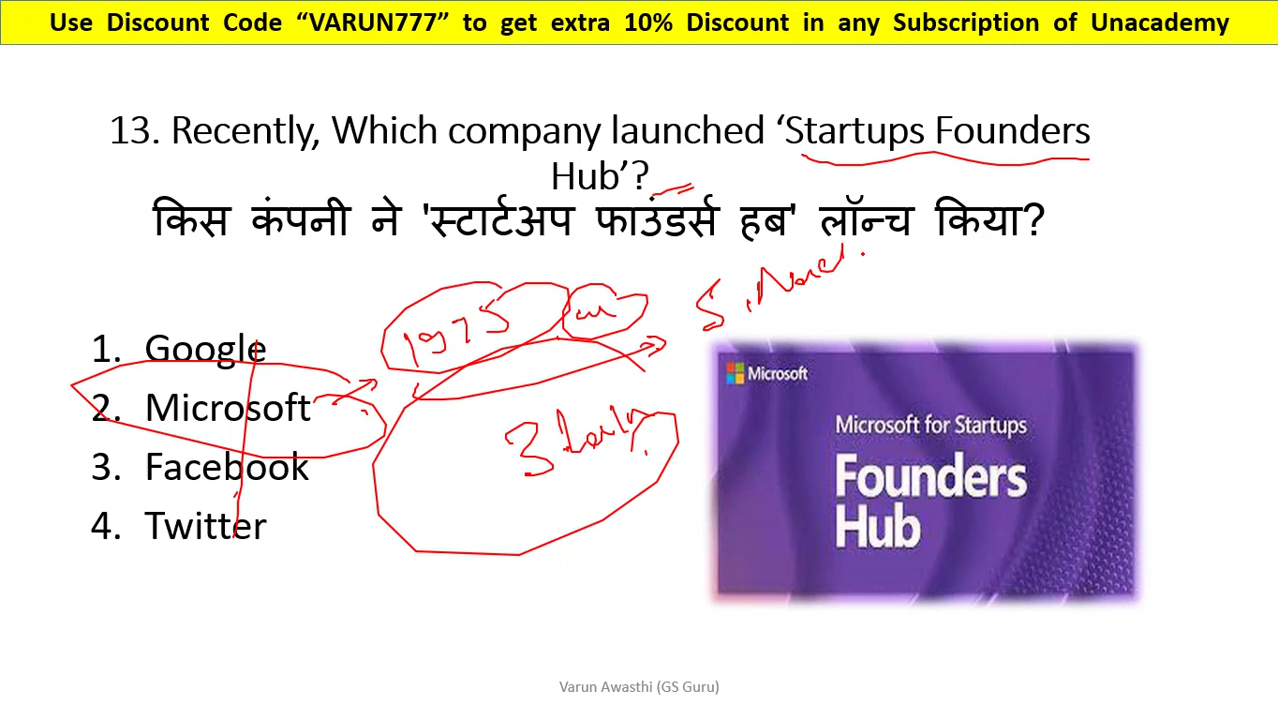 Use Discount Code “VARUN777” to get extra 10% Discount in any Subscription of Unacademy
13. Recently, Which company launched ‘Startups Founders
Hub’?
किस कंपनी ने 'स्टार्टअप फाउंडर्स हब' लॉन्च किया?
1. Google
2. Microsoft
3. Facebook
4. Twitter
1975
3
Microsoft
Microsoft for Startups
Founders
Hub
Varun Awasthi (GS Guru)